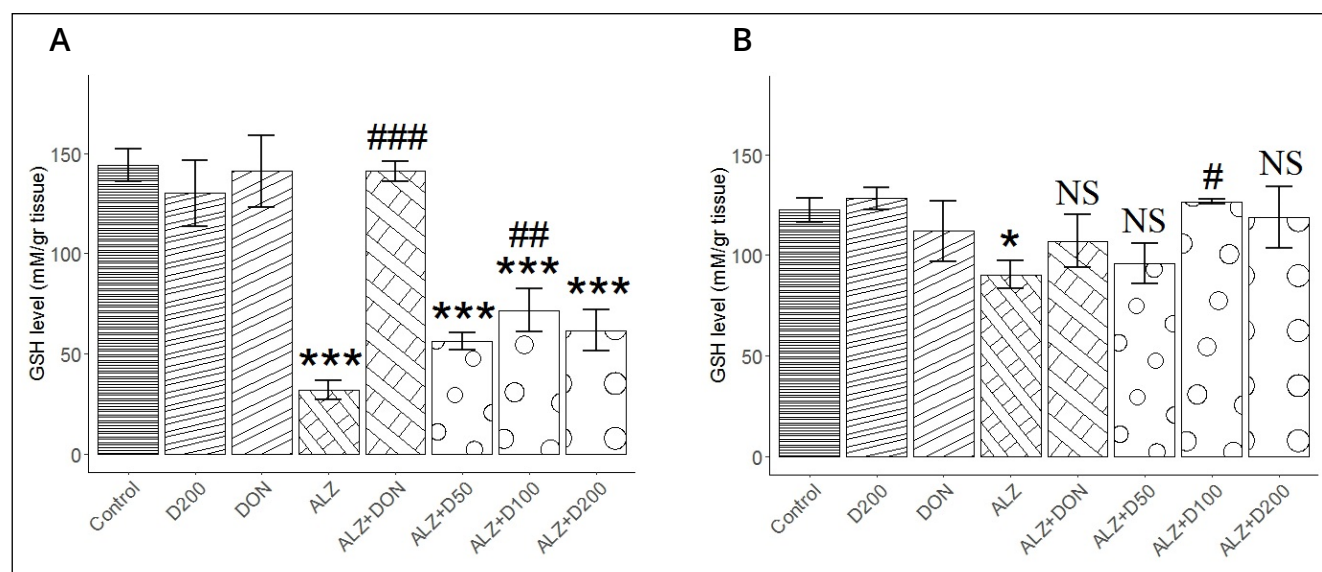 A
B
GSH level (mM/gr tissue)
150
100
50
0
***
###
***
##
***
***
Control
D200
DON
ALZ
ALZ+DON
ALZ+D50
ALZ+D100
ALZ+D200
GSH level (mM/gr tissue)
150
100
50
0
*
NS
NS
#
NS
Control
D200
DON
ALZ
ALZ+DON
ALZ+D50
ALZ+D100
ALZ+D200